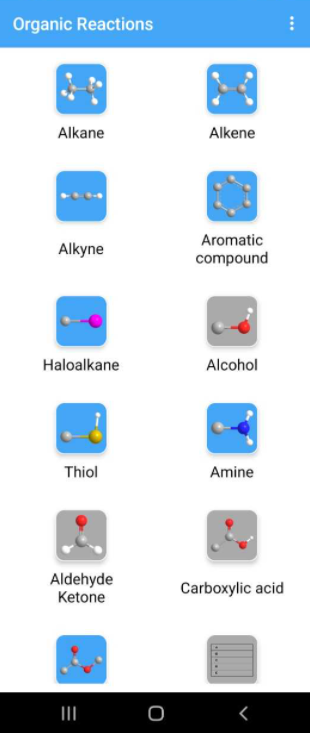 Organic Reactions
Alkane
Alkene
Alkyne
Aromatic
compound
Haloalkane
Alcohol
Thiol
Amine
Aldehyde
Ketone
Carboxylic acid